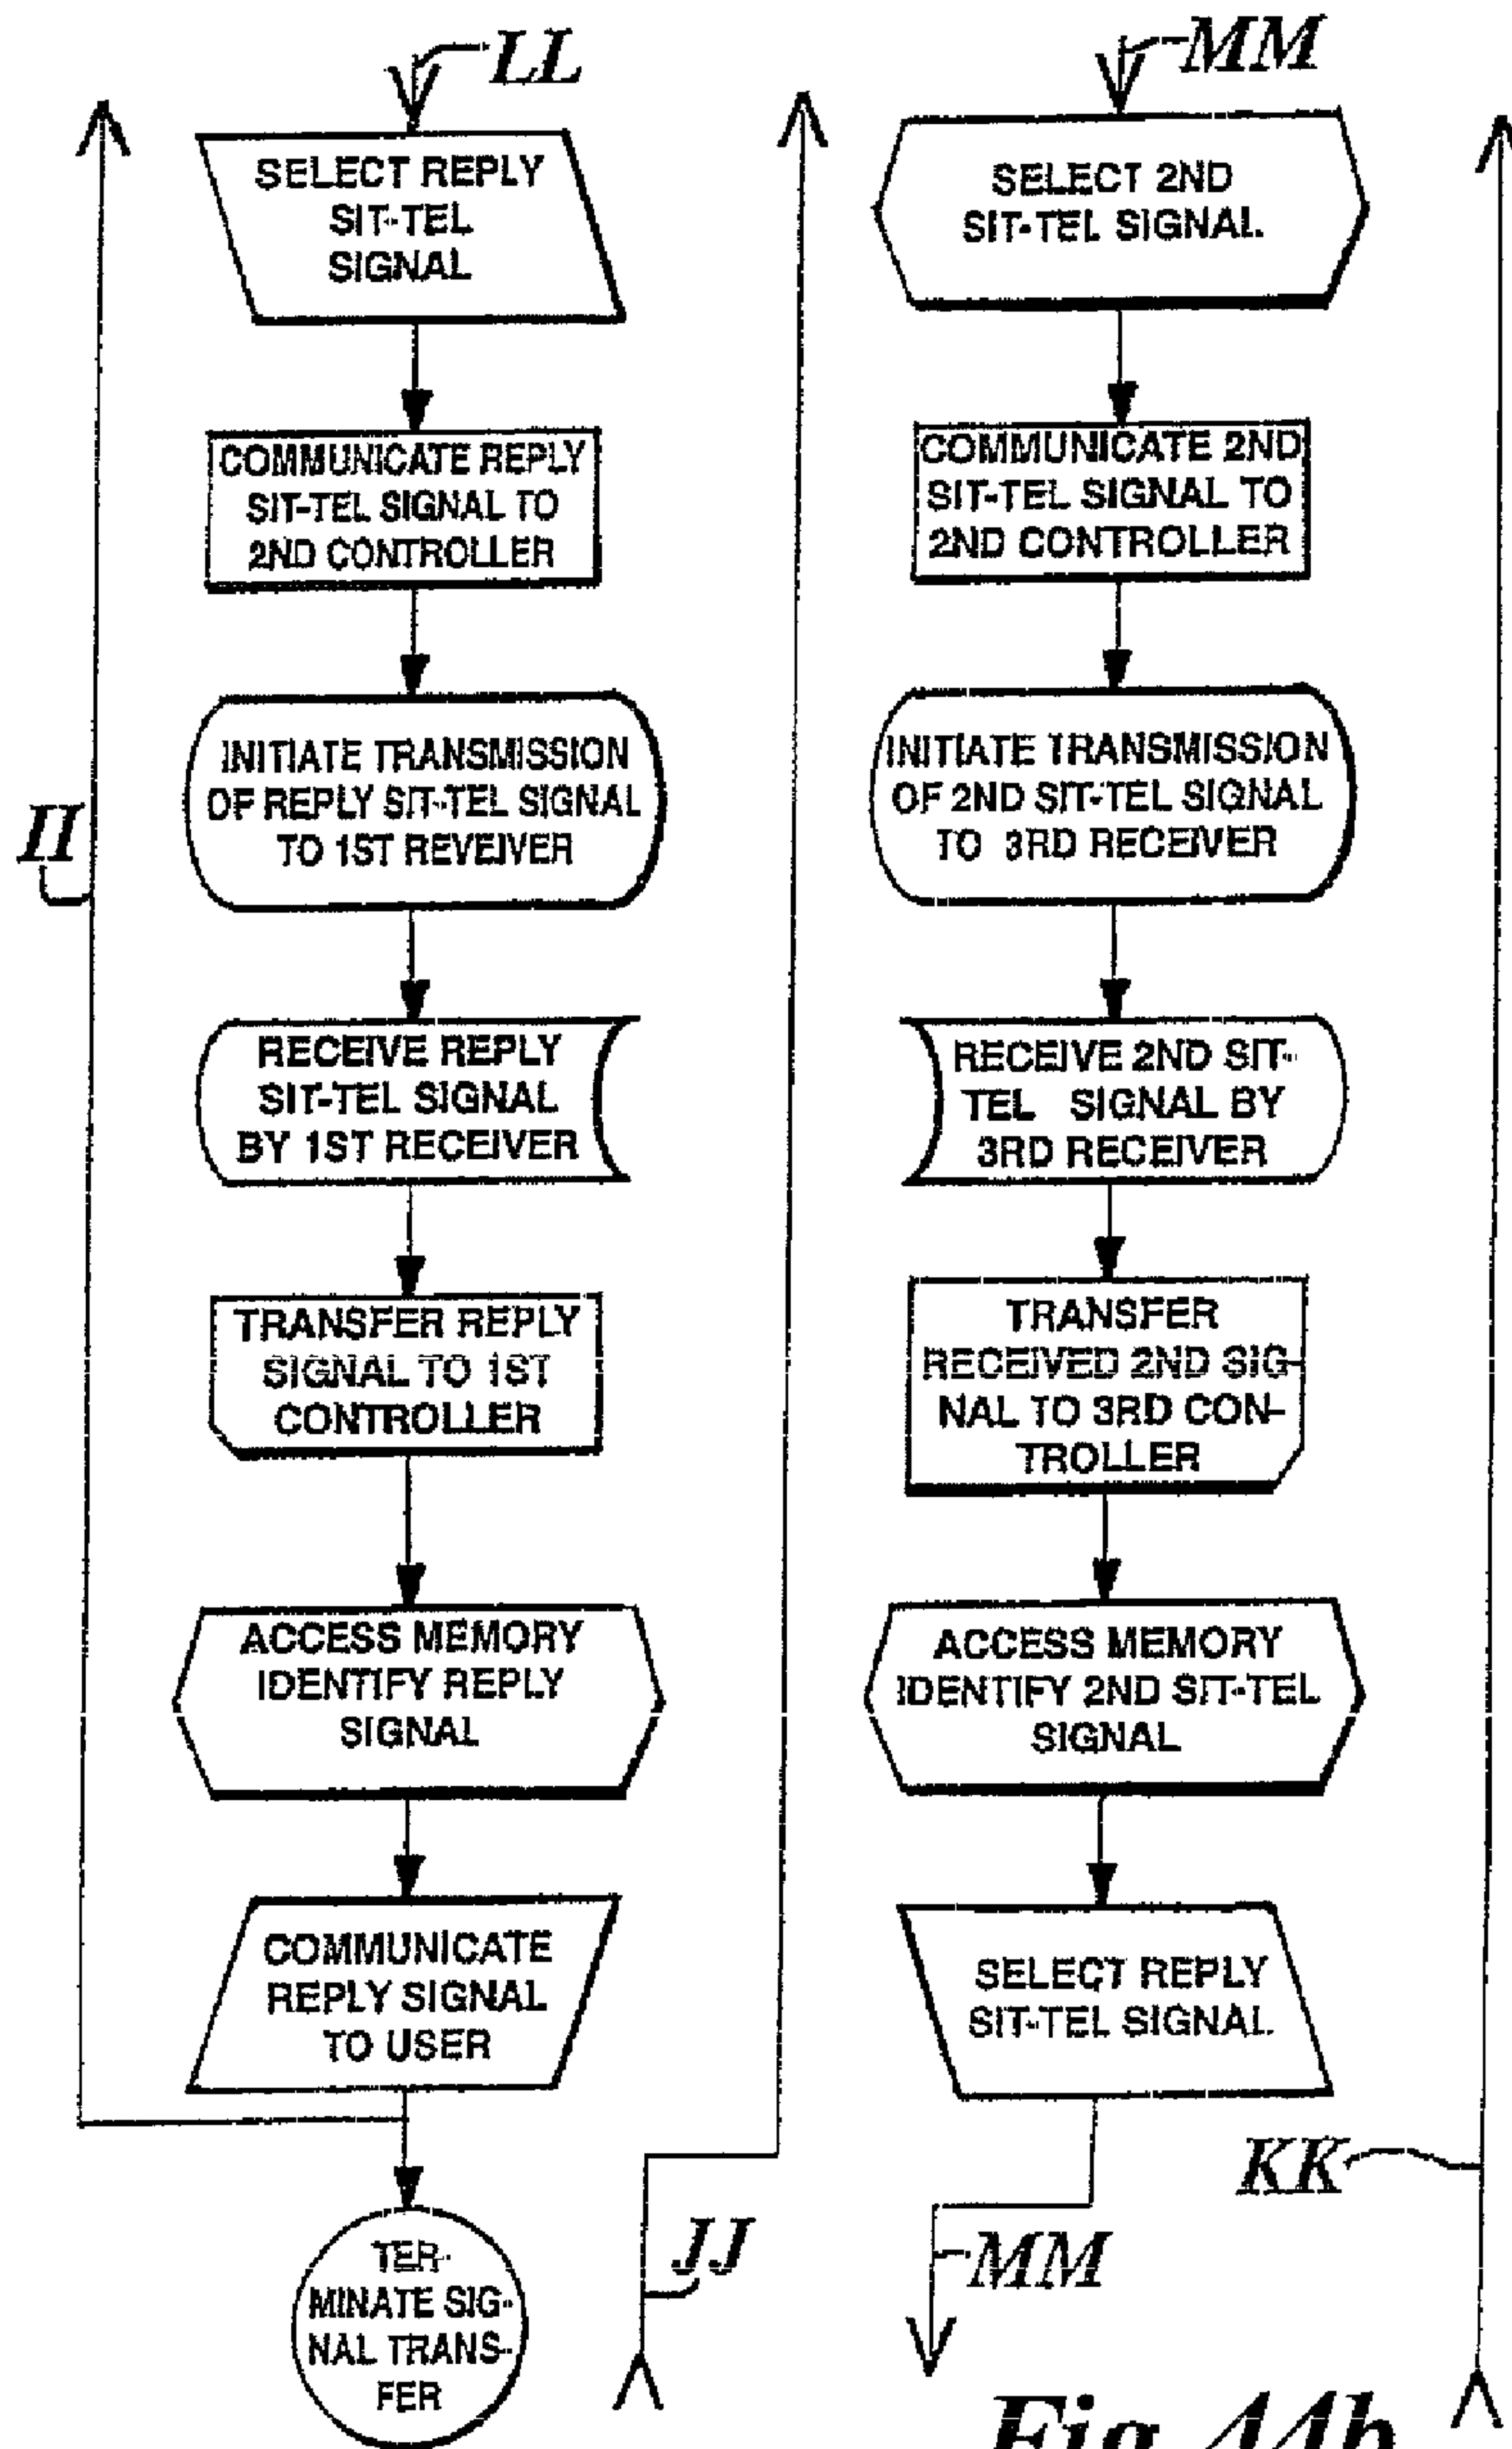 LL
SELECT REPLY
SIT-TEL
SIGNAL
COMMUNICATE REPLY
SIT-TEL SIGNAL TO
2ND CONTROLLER
INITIATE TRANSMISSION
OF REPLY SIT-TEL SIGNAL
TO 1ST REVEIVER
II
RECEIVE REPLY
SIT-TEL SIGNAL
BY 1ST RECEIVER
TRANSFER REPLY
SIGNAL TO 1ST
CONTROLLER
ACCESS MEMORY
IDENTIFY REPLY
SIGNAL
COMMUNICATE
REPLY SIGNAL
TO USER
TER-
MINATE SIG-
NAL TRANS-
FER
JJ
MM
SELECT 2ND
SIT-TEL SIGNAL
COMMUNICATE 2ND
SIT-TEL SIGNAL TO
2ND CONTROLLER
INITIATE TRANSMISSION
OF 2ND SIT-TEL SIGNAL
TO 3RD RECEIVER
RECEIVE 2ND SIT-
TEL SIGNAL BY
3RD RECEIVER
TRANSFER
RECEIVED 2ND SIG-
NAL TO 3RD CON-
TROLLER
ACCESS MEMORY
IDENTIFY 2ND SIT-TEL
SIGNAL
SELECT REPLY
SIT-TEL SIGNAL
KK
MM
Fig 44b